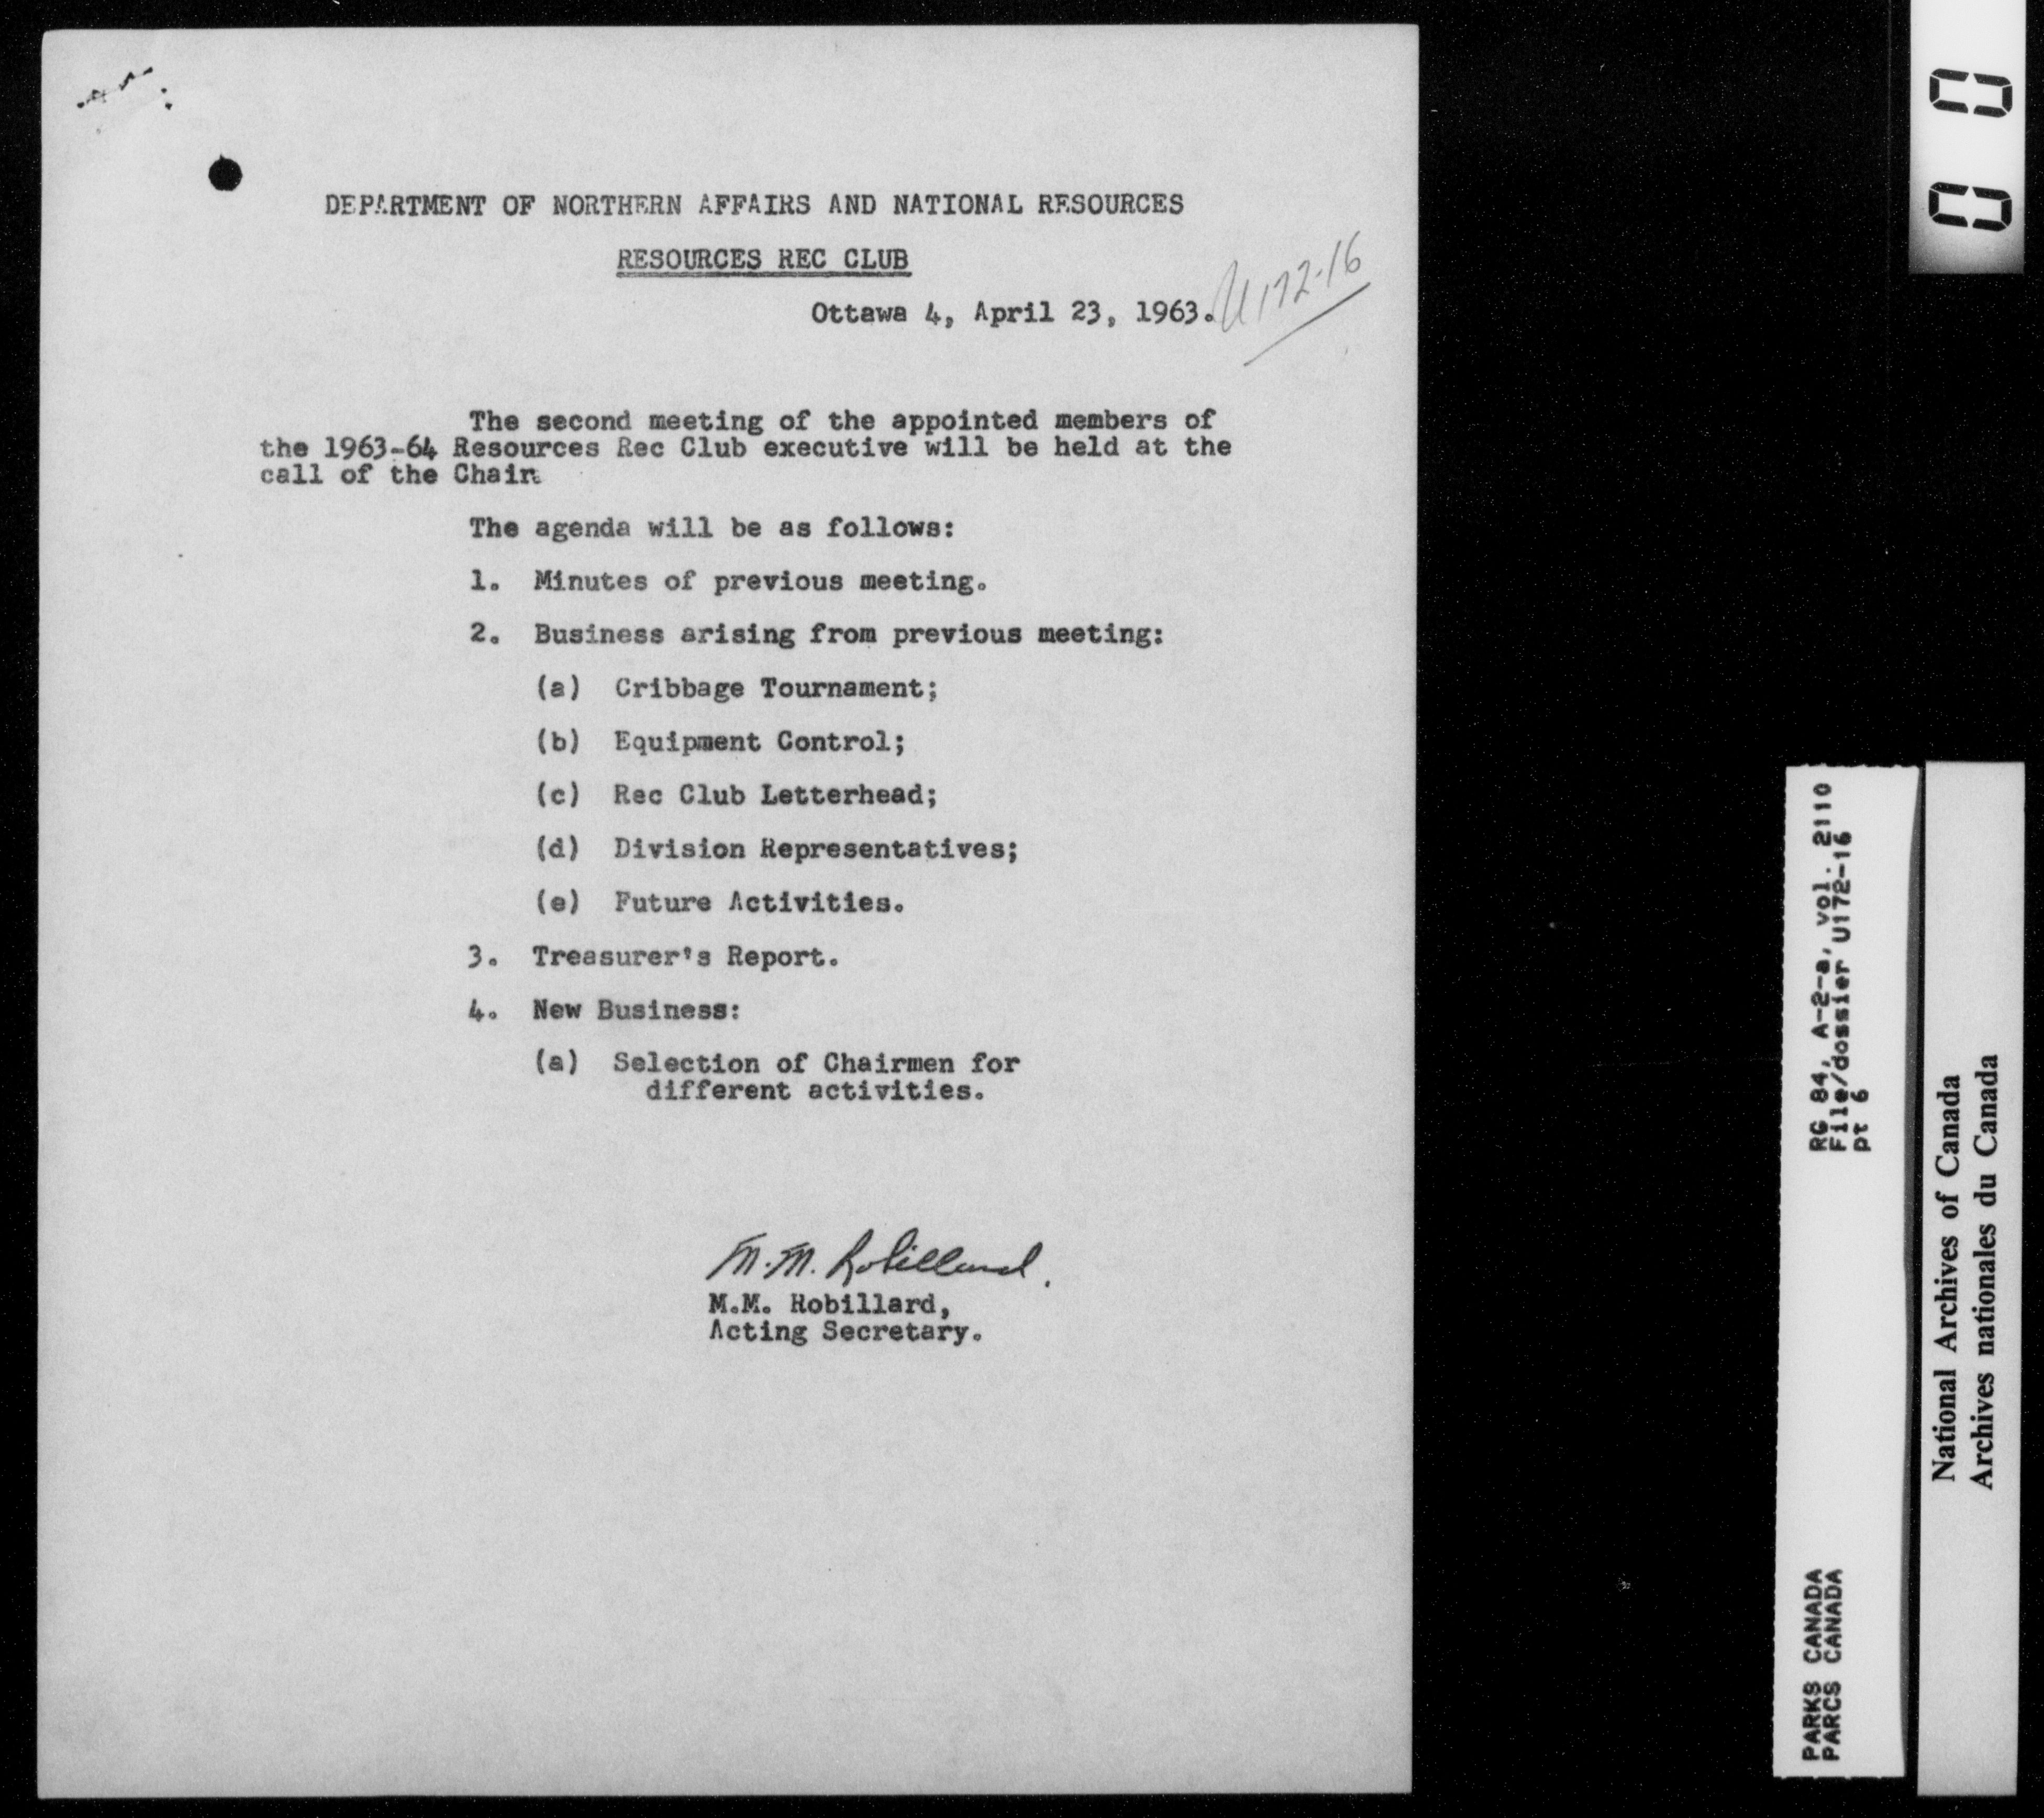 DEPARTMENT OF NORTHERN AFFAIRS AND NATIONAL RESOURCES
RESOURCES REC CLUB
Ottawa 4, April 23, 1963.
U172-16
The second meeting of the appointed members of
the 1963-64 Resources Rec Club executive will be held at the
call of the Chair.
The agenda will be as follows:
1. Minutes of previous meeting.
2. Business arising from previous meeting:
(a) Cribbage Tournament;
(b) Equipment Control;
(c) Rec Club Letterhead;
(d) Division Representatives;
(e) Future Activities.
3. Treasurer's Report.
4. New Business:
(a) Selection of Chairmen for
different activities.
M.M. Robillard.
M.M. Robillard,
Acting Secretary.
00
RG 84, A-2-a, vol. 2110
File/dossier U172-16
pt 6
PARKS CANADA
PARCS CANADA
National Archives of Canada
Archives nationales du Canada